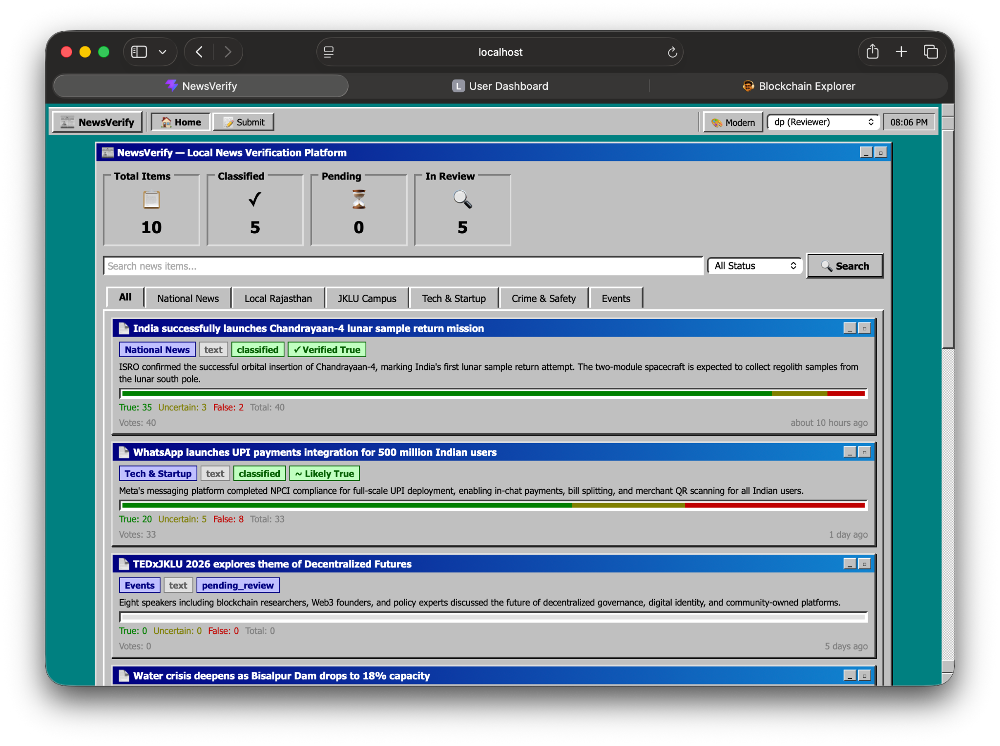 localhost
NewsVerify
L User Dashboard
Blockchain Explorer
NewsVerify Home Submit Modern dp (Reviewer) 08:06 PM
NewsVerify — Local News Verification Platform
Total Items Classified Pending In Review
10 5 0 5
Search news items... All Status Search
All National News Local Rajasthan JKLU Campus Tech & Startup Crime & Safety Events
India successfully launches Chandrayaan-4 lunar sample return mission
National News text classified ✓Verified True
ISRO confirmed the successful orbital insertion of Chandrayaan-4, marking India's first lunar sample return attempt. The two-module spacecraft is expected to collect regolith samples from
the lunar south pole.
True: 35 Uncertain: 3 False: 2 Total: 40
Votes: 40 about 10 hours ago
WhatsApp launches UPI payments integration for 500 million Indian users
Tech & Startup text classified ~ Likely True
Meta's messaging platform completed NPCI compliance for full-scale UPI deployment, enabling in-chat payments, bill splitting, and merchant QR scanning for all Indian users.
True: 20 Uncertain: 5 False: 8 Total: 33
Votes: 33 1 day ago
TEDxJKLU 2026 explores theme of Decentralized Futures
Events text pending_review
Eight speakers including blockchain researchers, Web3 founders, and policy experts discussed the future of decentralized governance, digital identity, and community-owned platforms.
True: 0 Uncertain: 0 False: 0 Total: 0
Votes: 0 5 days ago
Water crisis deepens as Bisalpur Dam drops to 18% capacity